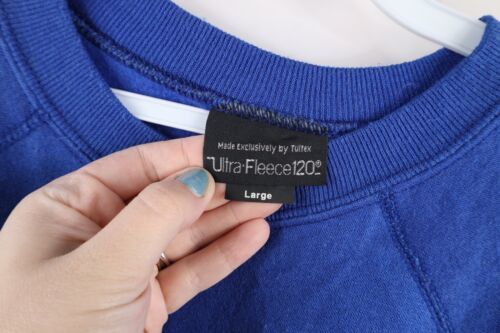 Made Exclusively by Tultex
Ultra-Fleece120®
Large